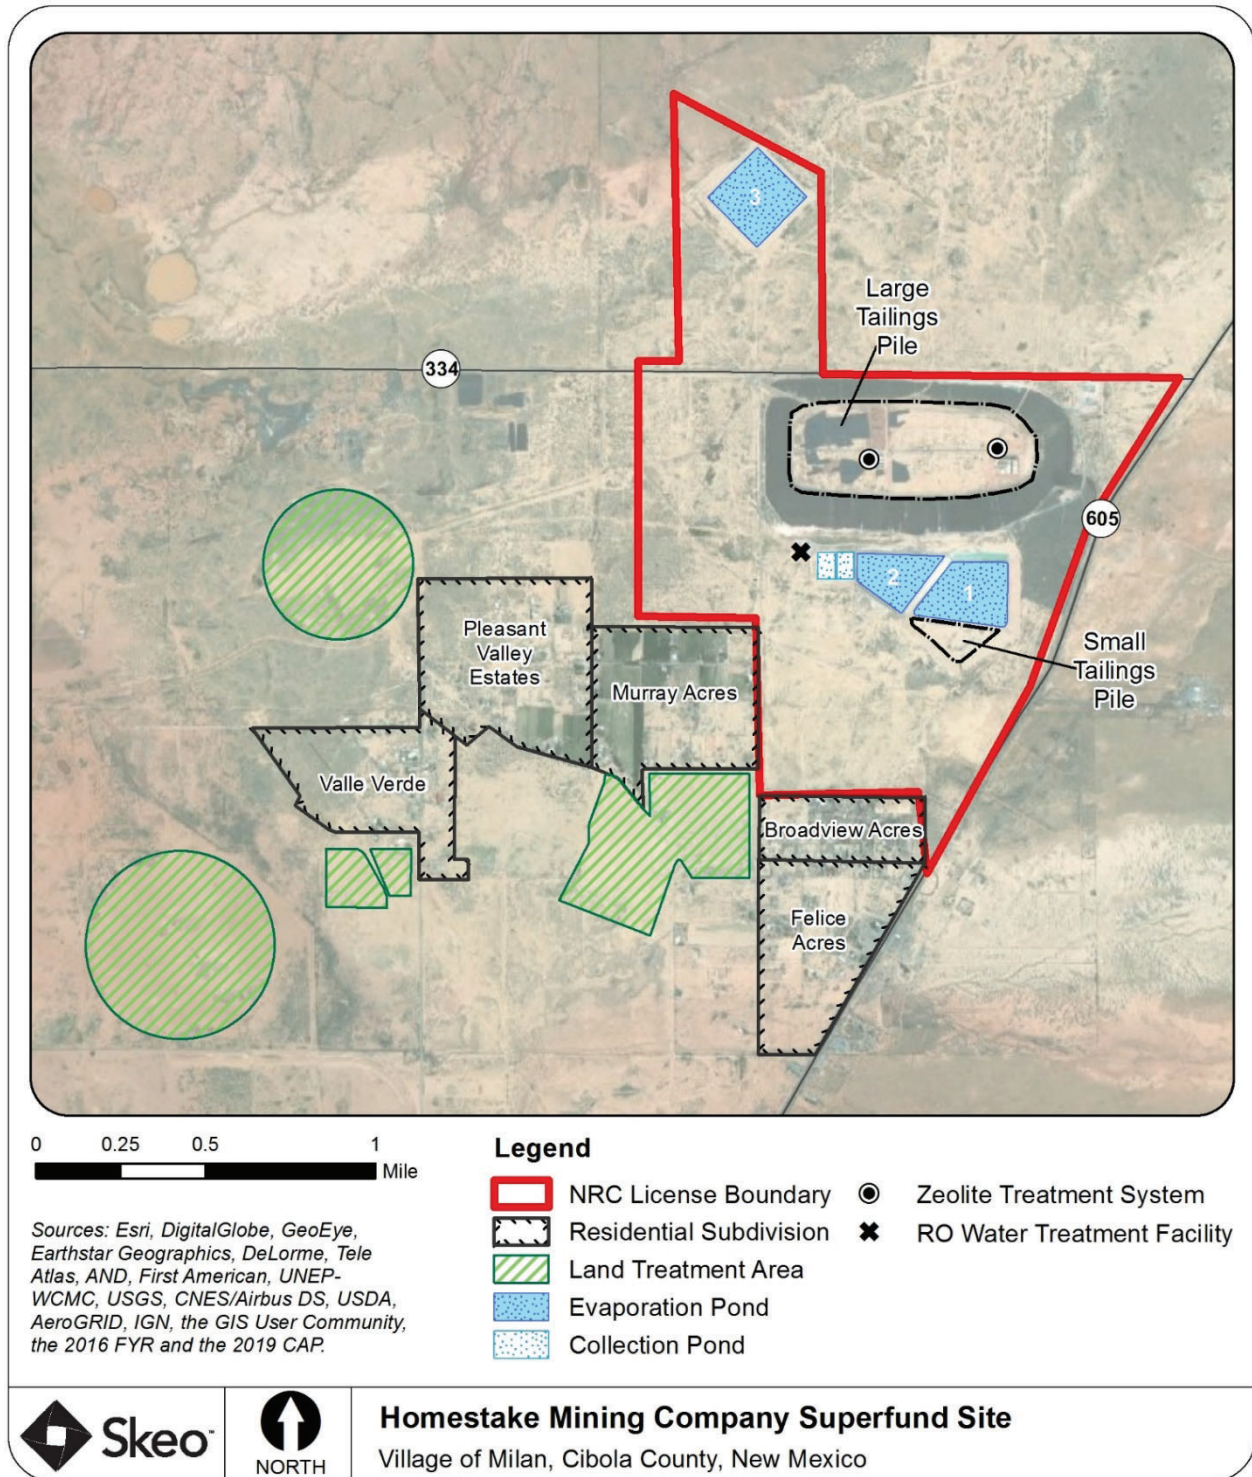 3
Large
Tailings
Pile
334
605
2
1
Small
Tailings
Pile
Pleasant
Valley
Estates
Murray Acres
Valle Verde
Broadview Acres
Felice
Acres
0 0.25 0.5 1
Mile
Sources: Esri, DigitalGlobe, GeoEye,
Earthstar Geographics, DeLorme, Tele
Atlas, AND, First American, UNEP-
WCMC, USGS, CNES/Airbus DS, USDA,
AeroGRID, IGN, the GIS User Community,
the 2016 FYR and the 2019 CAP.
Legend
NRC License Boundary
Residential Subdivision
Land Treatment Area
Evaporation Pond
Collection Pond
Zeolite Treatment System
RO Water Treatment Facility
Skeo™
NORTH
Homestake Mining Company Superfund Site
Village of Milan, Cibola County, New Mexico